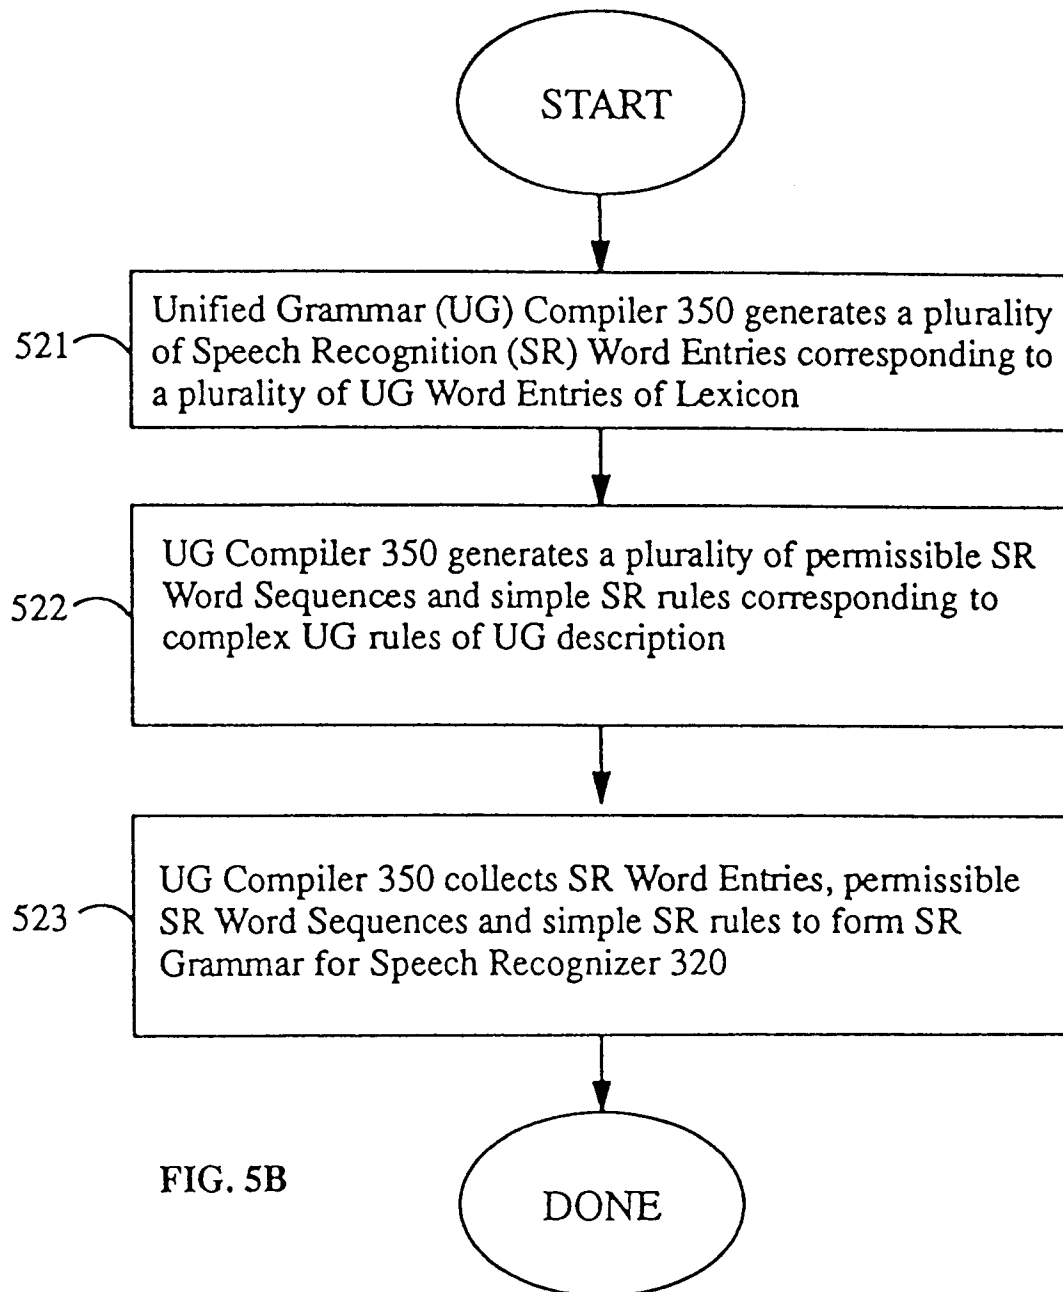 START
521
Unified Grammar (UG) Compiler 350 generates a plurality
of Speech Recognition (SR) Word Entries corresponding to
a plurality of UG Word Entries of Lexicon
522
UG Compiler 350 generates a plurality of permissible SR
Word Sequences and simple SR rules corresponding to
complex UG rules of UG description
523
UG Compiler 350 collects SR Word Entries, permissible
SR Word Sequences and simple SR rules to form SR
Grammar for Speech Recognizer 320
FIG. 5B
DONE